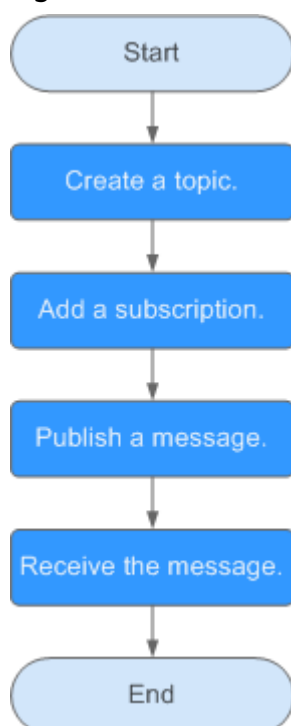 Start
Create a topic.
Add a subscription.
Publish a message.
Receive the message.
End